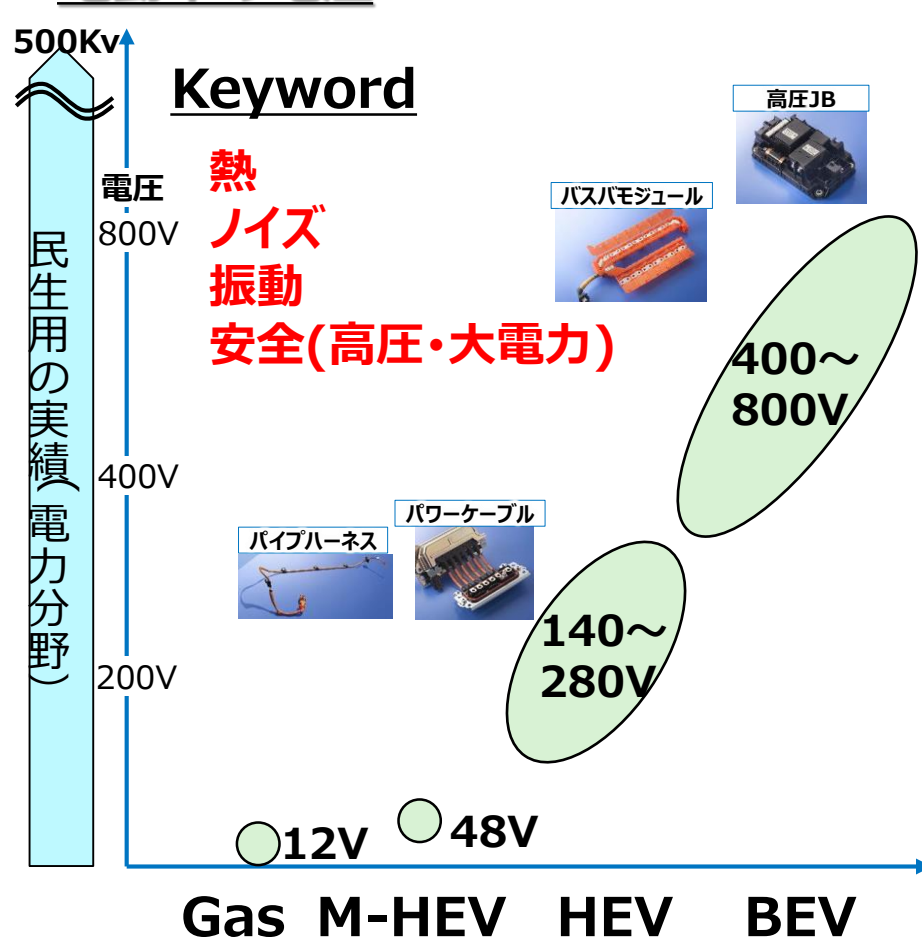 500Kv
Keyword
高圧JB
電圧
熱
バスバモジュール
800V
ノイズ
振動
安全(高圧・大電力)
民生用の実績(電力分野)
400～
800V
400V
パワーケーブル
パイプハーネス
140～
280V
200V
12V
48V
Gas M-HEV HEV BEV